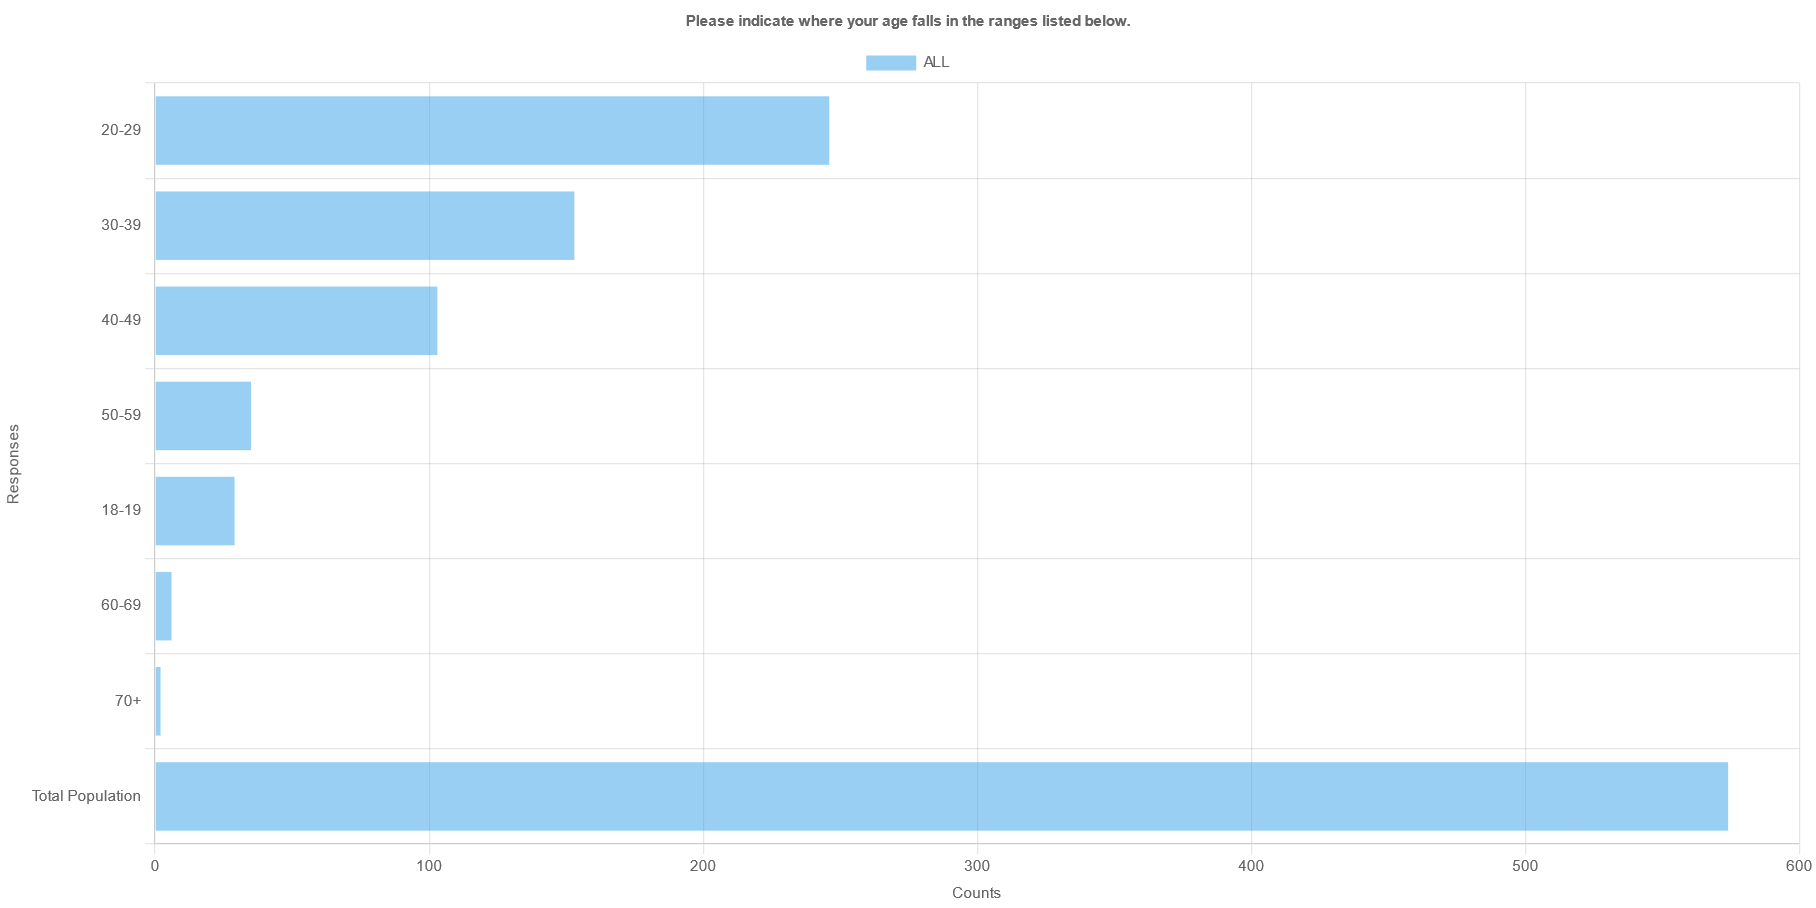 Please indicate where your age falls in the ranges listed below.
ALL
20-29
30-39
40-49
50-59
18-19
60-69
70+
Total Population
Responses
0 100 200 300 400 500 600
Counts